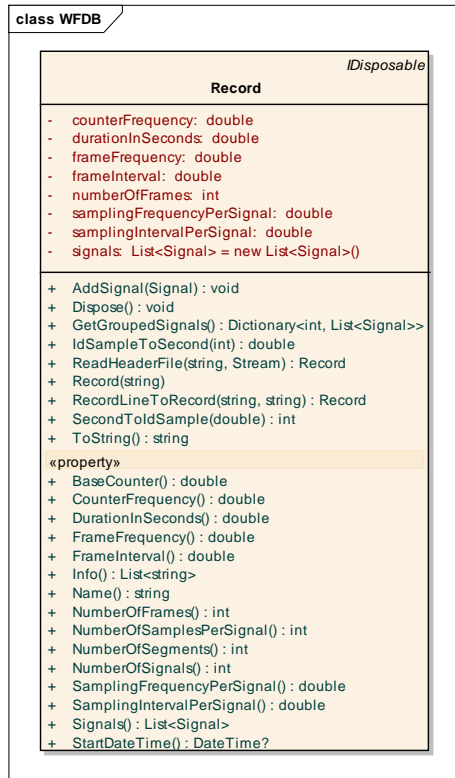 class WFDB
IDisposable
Record
- counterFrequency: double
- durationInSeconds: double
- frameFrequency: double
- frameInterval: double
- numberOfFrames: int
- samplingFrequencyPerSignal: double
- samplingIntervalPerSignal: double
- signals: List<Signal> = new List<Signal>()
+ AddSignal(Signal) : void
+ Dispose() : void
+ GetGroupedSignals() : Dictionary<int, List<Signal>>
+ IdSampleToSecond(int) : double
+ ReadHeaderFile(string, Stream) : Record
+ Record(string)
+ RecordLineToRecord(string, string) : Record
+ SecondToIdSample(double) : int
+ ToString() : string
«property»
+ BaseCounter() : double
+ CounterFrequency() : double
+ DurationInSeconds() : double
+ FrameFrequency() : double
+ FrameInterval() : double
+ Info() : List<string>
+ Name() : string
+ NumberOfFrames() : int
+ NumberOfSamplesPerSignal() : int
+ NumberOfSegments() : int
+ NumberOfSignals() : int
+ SamplingFrequencyPerSignal() : double
+ SamplingIntervalPerSignal() : double
+ Signals() : List<Signal>
+ StartDateTime() : DateTime?